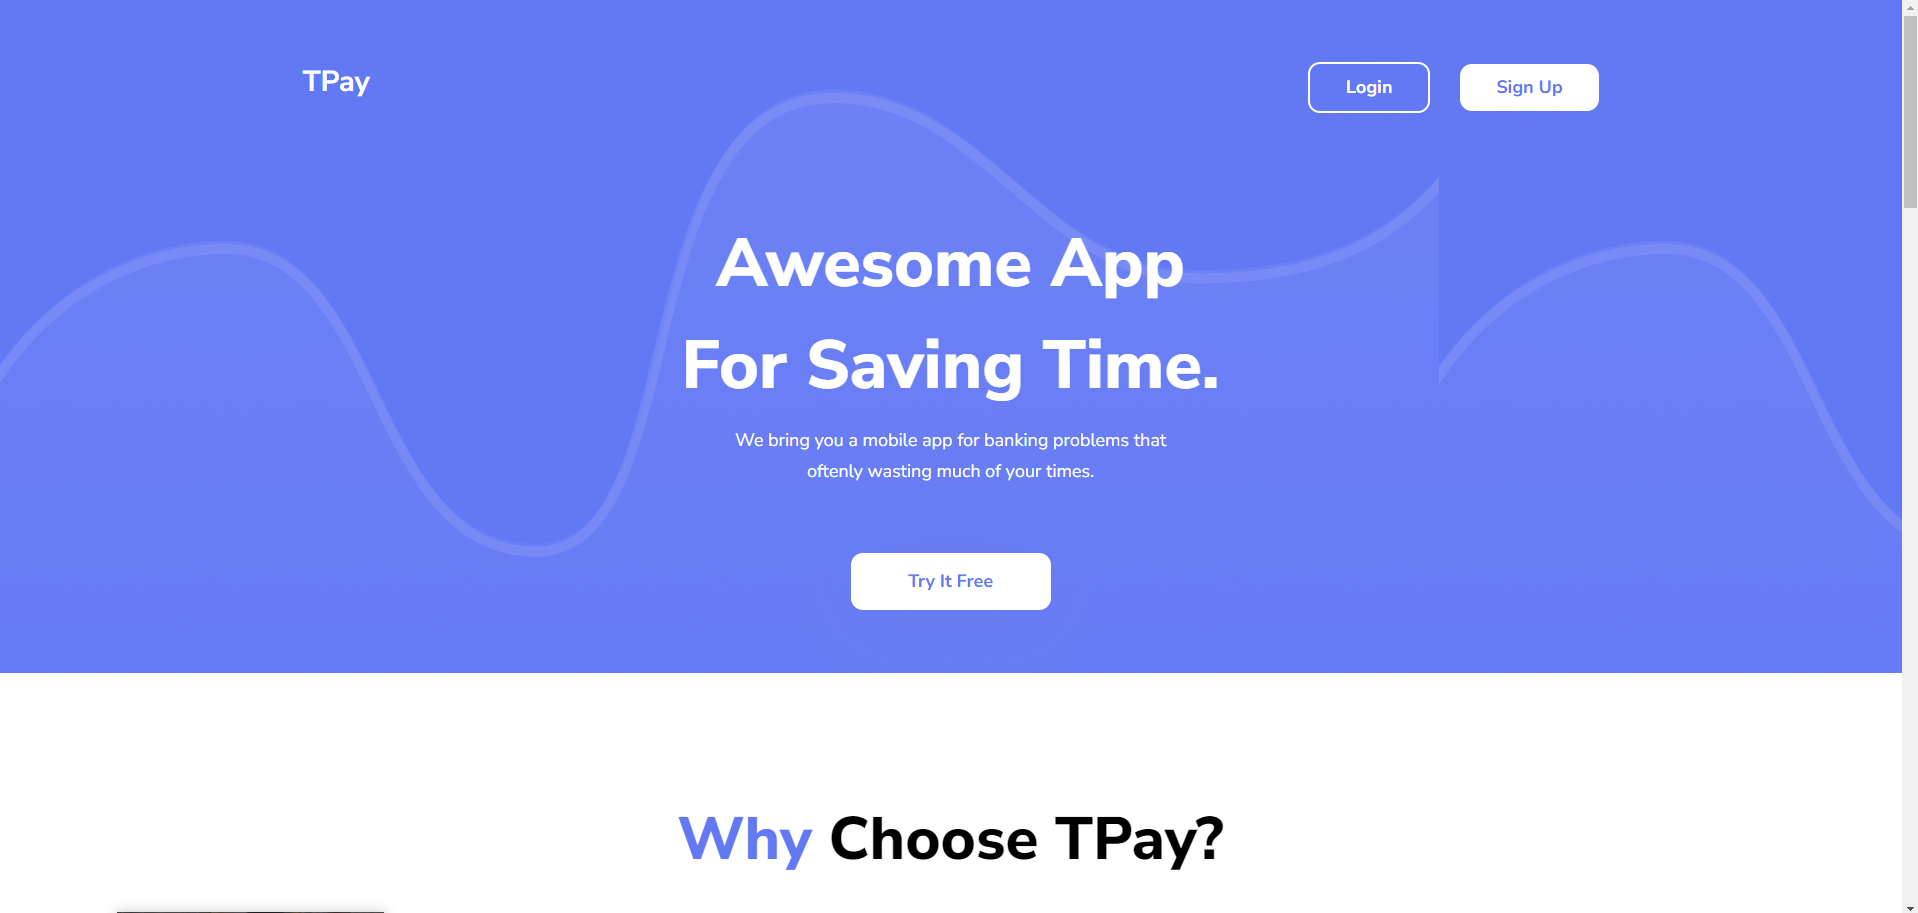 TPay
Login
Sign Up
Awesome App
For Saving Time.
We bring you a mobile app for banking problems that
oftenly wasting much of your times.
Try It Free
Why Choose TPay?